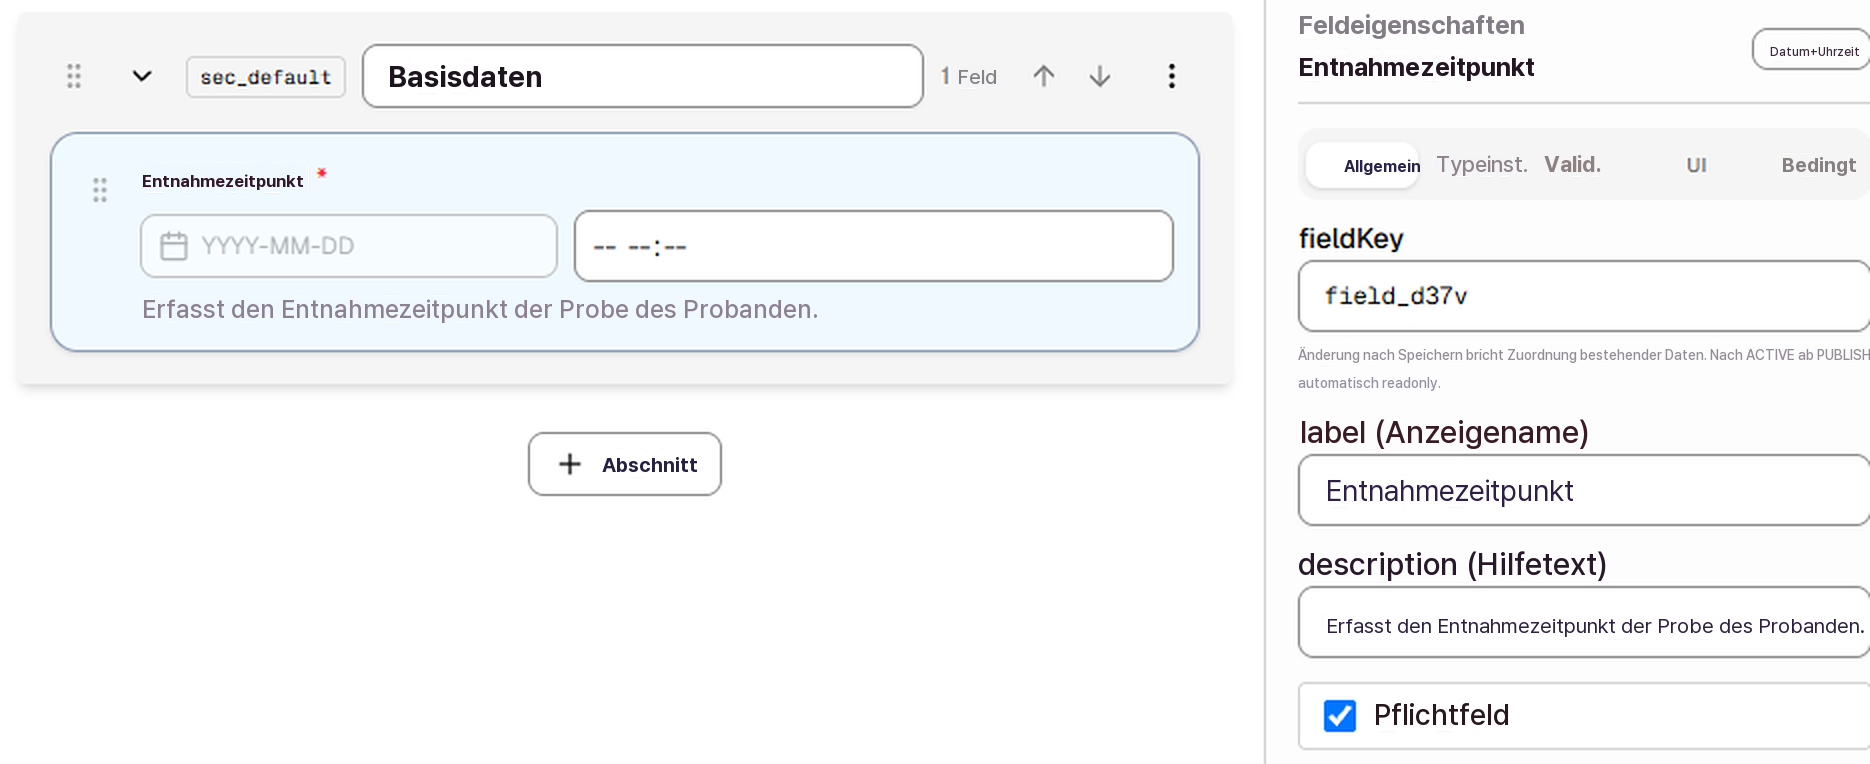 sec_default
Basisdaten
1 Feld
Entnahmezeitpunkt *
YYYY-MM-DD
-- --:--
Erfasst den Entnahmezeitpunkt der Probe des Probanden.
+ Abschnitt
Feldeigenschaften
Entnahmezeitpunkt
Datum+Uhrzeit
Allgemein Typeinst. Valid. UI Bedingt
fieldKey
field_d37v
Änderung nach Speichern bricht Zuordnung bestehender Daten. Nach ACTIVE ab PUBLISH
automatisch readonly.
label (Anzeigename)
Entnahmezeitpunkt
description (Hilfetext)
Erfasst den Entnahmezeitpunkt der Probe des Probanden.
Pflichtfeld